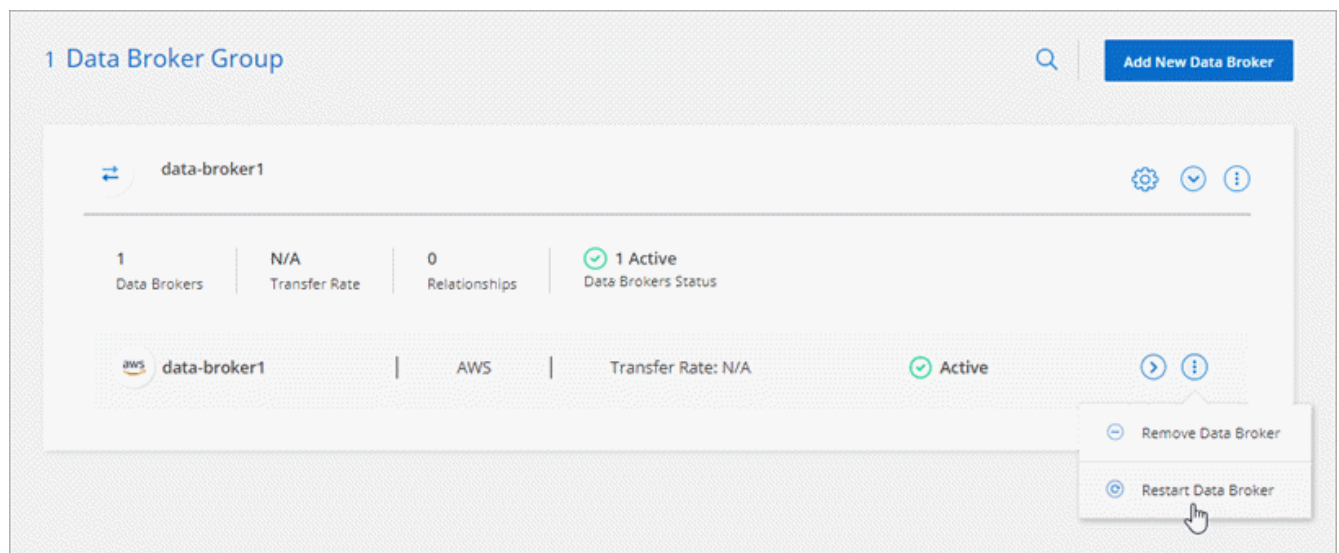 1 Data Broker Group
Add New Data Broker
data-broker1
1
Data Brokers
N/A
Transfer Rate
0
Relationships
1 Active
Data Brokers Status
aws
data-broker1
AWS
Transfer Rate: N/A
Active
Remove Data Broker
Restart Data Broker